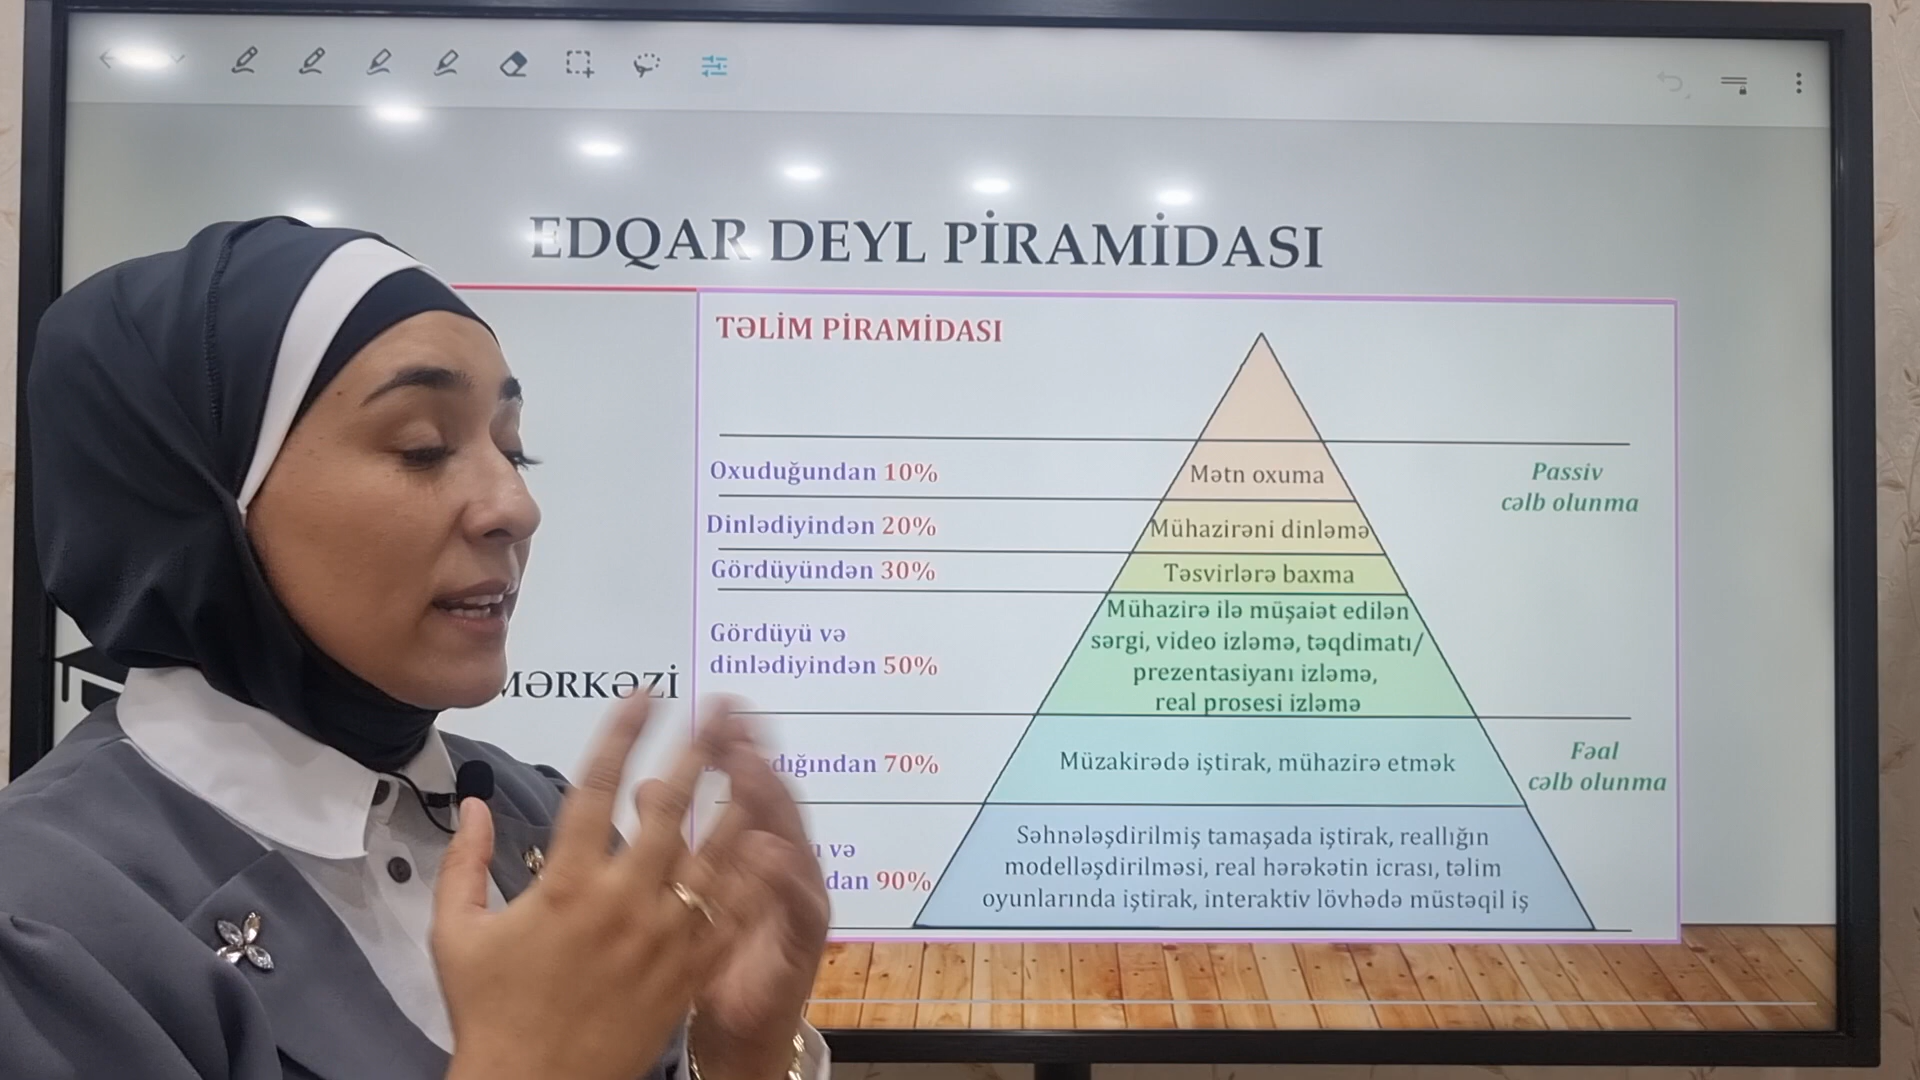 EDQAR DEYL PİRAMİDASI
TƏLİM PİRAMİDASI
Oxuduğundan 10%
Mətn oxuma
Passiv
cəlb olunma
Dinlədiyindən 20%
Mühazirəni dinləmə
Gördüyündən 30%
Təsvirlərə baxma
Gördüyü və
dinlədiyindən 50%
Mühazirə ilə müşaiət edilən
sərgi, video izləmə, təqdimatı/
prezentasiyanı izləmə,
real prosesi izləmə
MƏRKƏZİ
70%
Müzakirədə iştirak, mühazirə etmək
Fəal
cəlb olunma
və
90%
Səhnələşdirilmiş tamaşada iştirak, reallığın
modelləşdirilməsi, real hərəkətin icrası, təlim
oyunlarında iştirak, interaktiv lövhədə müstəqil iş